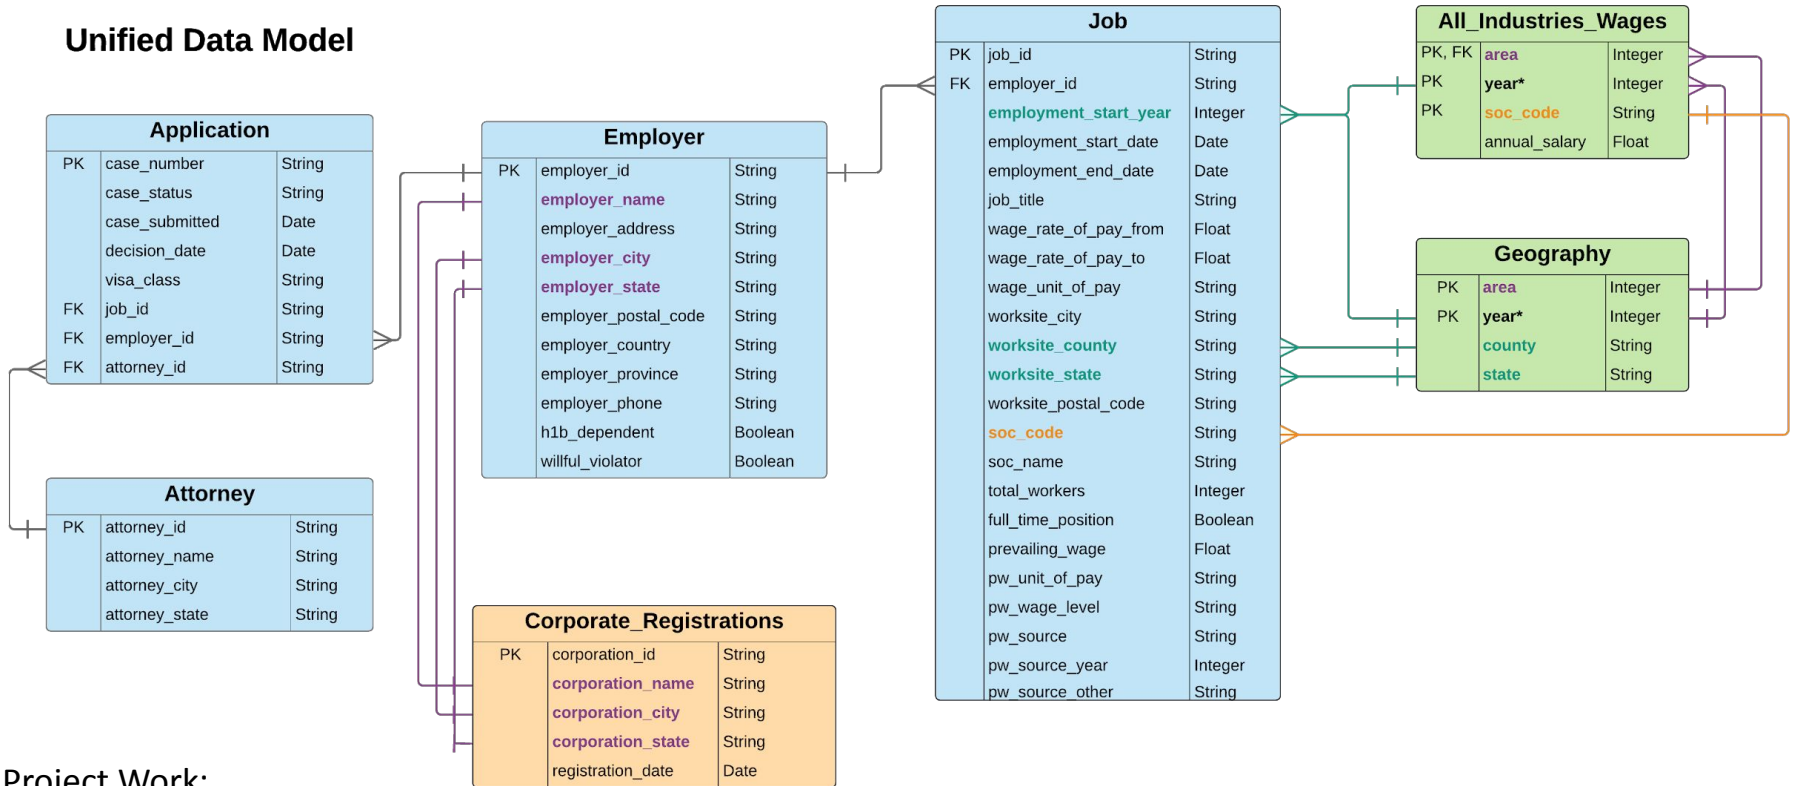 Unified Data Model
Application
PK case_number String
case_status String
case_submitted Date
decision_date Date
visa_class String
FK job_id String
FK employer_id String
FK attorney_id String
Attorney
PK attorney_id String
attorney_name String
attorney_city String
attorney_state String
Employer
PK employer_id String
employer_name String
employer_address String
employer_city String
employer_state String
employer_postal_code String
employer_country String
employer_province String
employer_phone String
h1b_dependent Boolean
willful_violator Boolean
Corporate_Registrations
PK corporation_id String
corporation_name String
corporation_city String
corporation_state String
registration_date Date
Job
PK job_id String
FK employer_id String
employment_start_year Integer
employment_start_date Date
employment_end_date Date
job_title String
wage_rate_of_pay_from Float
wage_rate_of_pay_to Float
wage_unit_of_pay String
worksite_city String
worksite_county String
worksite_state String
worksite_postal_code String
soc_code String
soc_name String
total_workers Integer
full_time_position Boolean
prevailing_wage Float
pw_unit_of_pay String
pw_wage_level String
pw_source String
pw_source_year Integer
pw_source_other String
All_Industries_Wages
PK, FK area Integer
PK year* Integer
PK soc_code String
annual_salary Float
Geography
PK area Integer
PK year* Integer
county String
state String
Project Work: